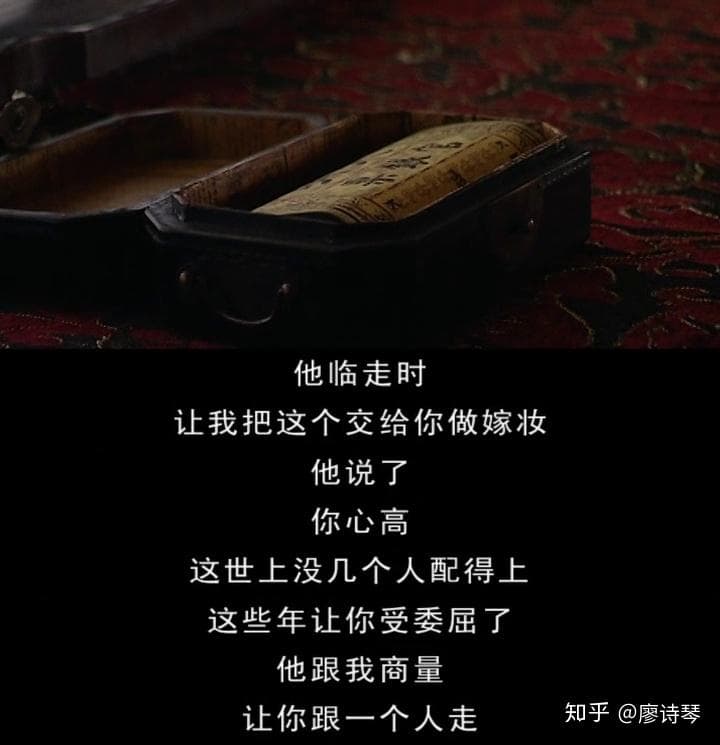 他临走时
让我把这个交给你做嫁妆
他说了
你心高
这世上没几个人配得上
这些年让你受委屈了
他跟我商量
让你跟一个人走
知乎 @廖诗琴